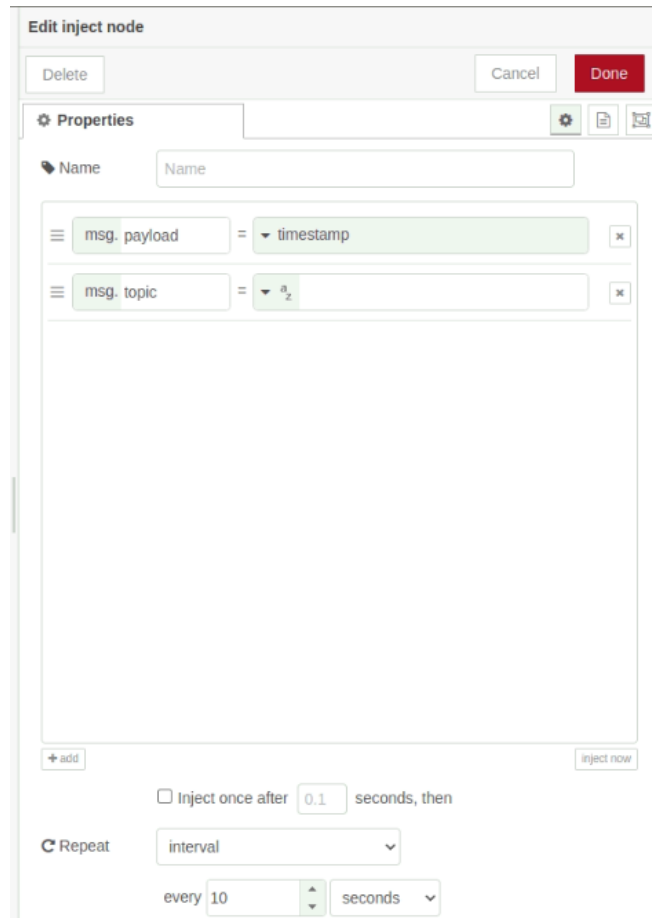 Edit inject node
Delete Cancel Done
Properties
Name Name
msg. payload = timestamp
msg. topic = a z
add inject now
Inject once after 0.1 seconds, then
Repeat interval
every 10 seconds